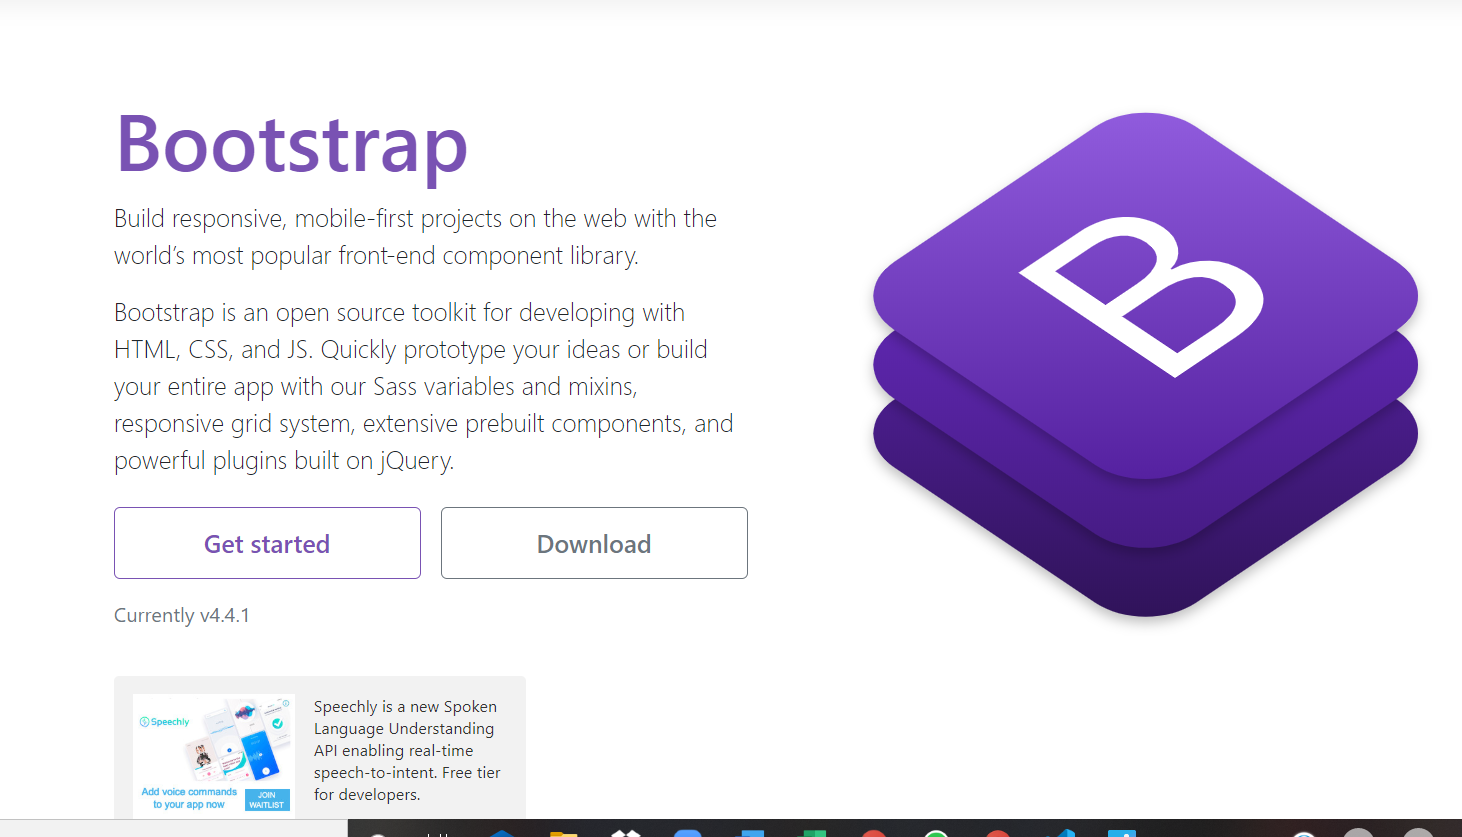 Bootstrap
Build responsive, mobile-first projects on the web with the
world’s most popular front-end component library.
Bootstrap is an open source toolkit for developing with
HTML, CSS, and JS. Quickly prototype your ideas or build
your entire app with our Sass variables and mixins,
responsive grid system, extensive prebuilt components, and
powerful plugins built on jQuery.
Get started
Download
Currently v4.4.1
B
Speechly
Add voice commands
to your app now
JOIN
WAITLIST
Speechly is a new Spoken
Language Understanding
API enabling real-time
speech-to-intent. Free tier
for developers.